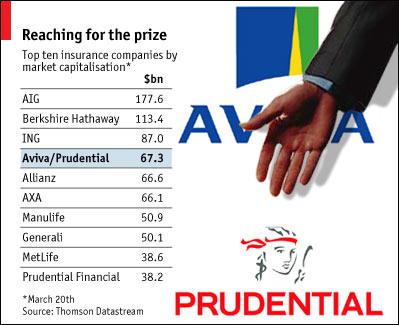 Reaching for the prize
Top ten insurance companies by
market capitalisation*
$bn
AIG 177.6
Berkshire Hathaway 113.4
ING 87.0
Aviva/Prudential 67.3
Allianz 66.6
AXA 66.1
Manulife 50.9
Generali 50.1
MetLife 38.6
Prudential Financial 38.2
*March 20th
Source: Thomson Datastream
AVIVA
PRUDENTIAL